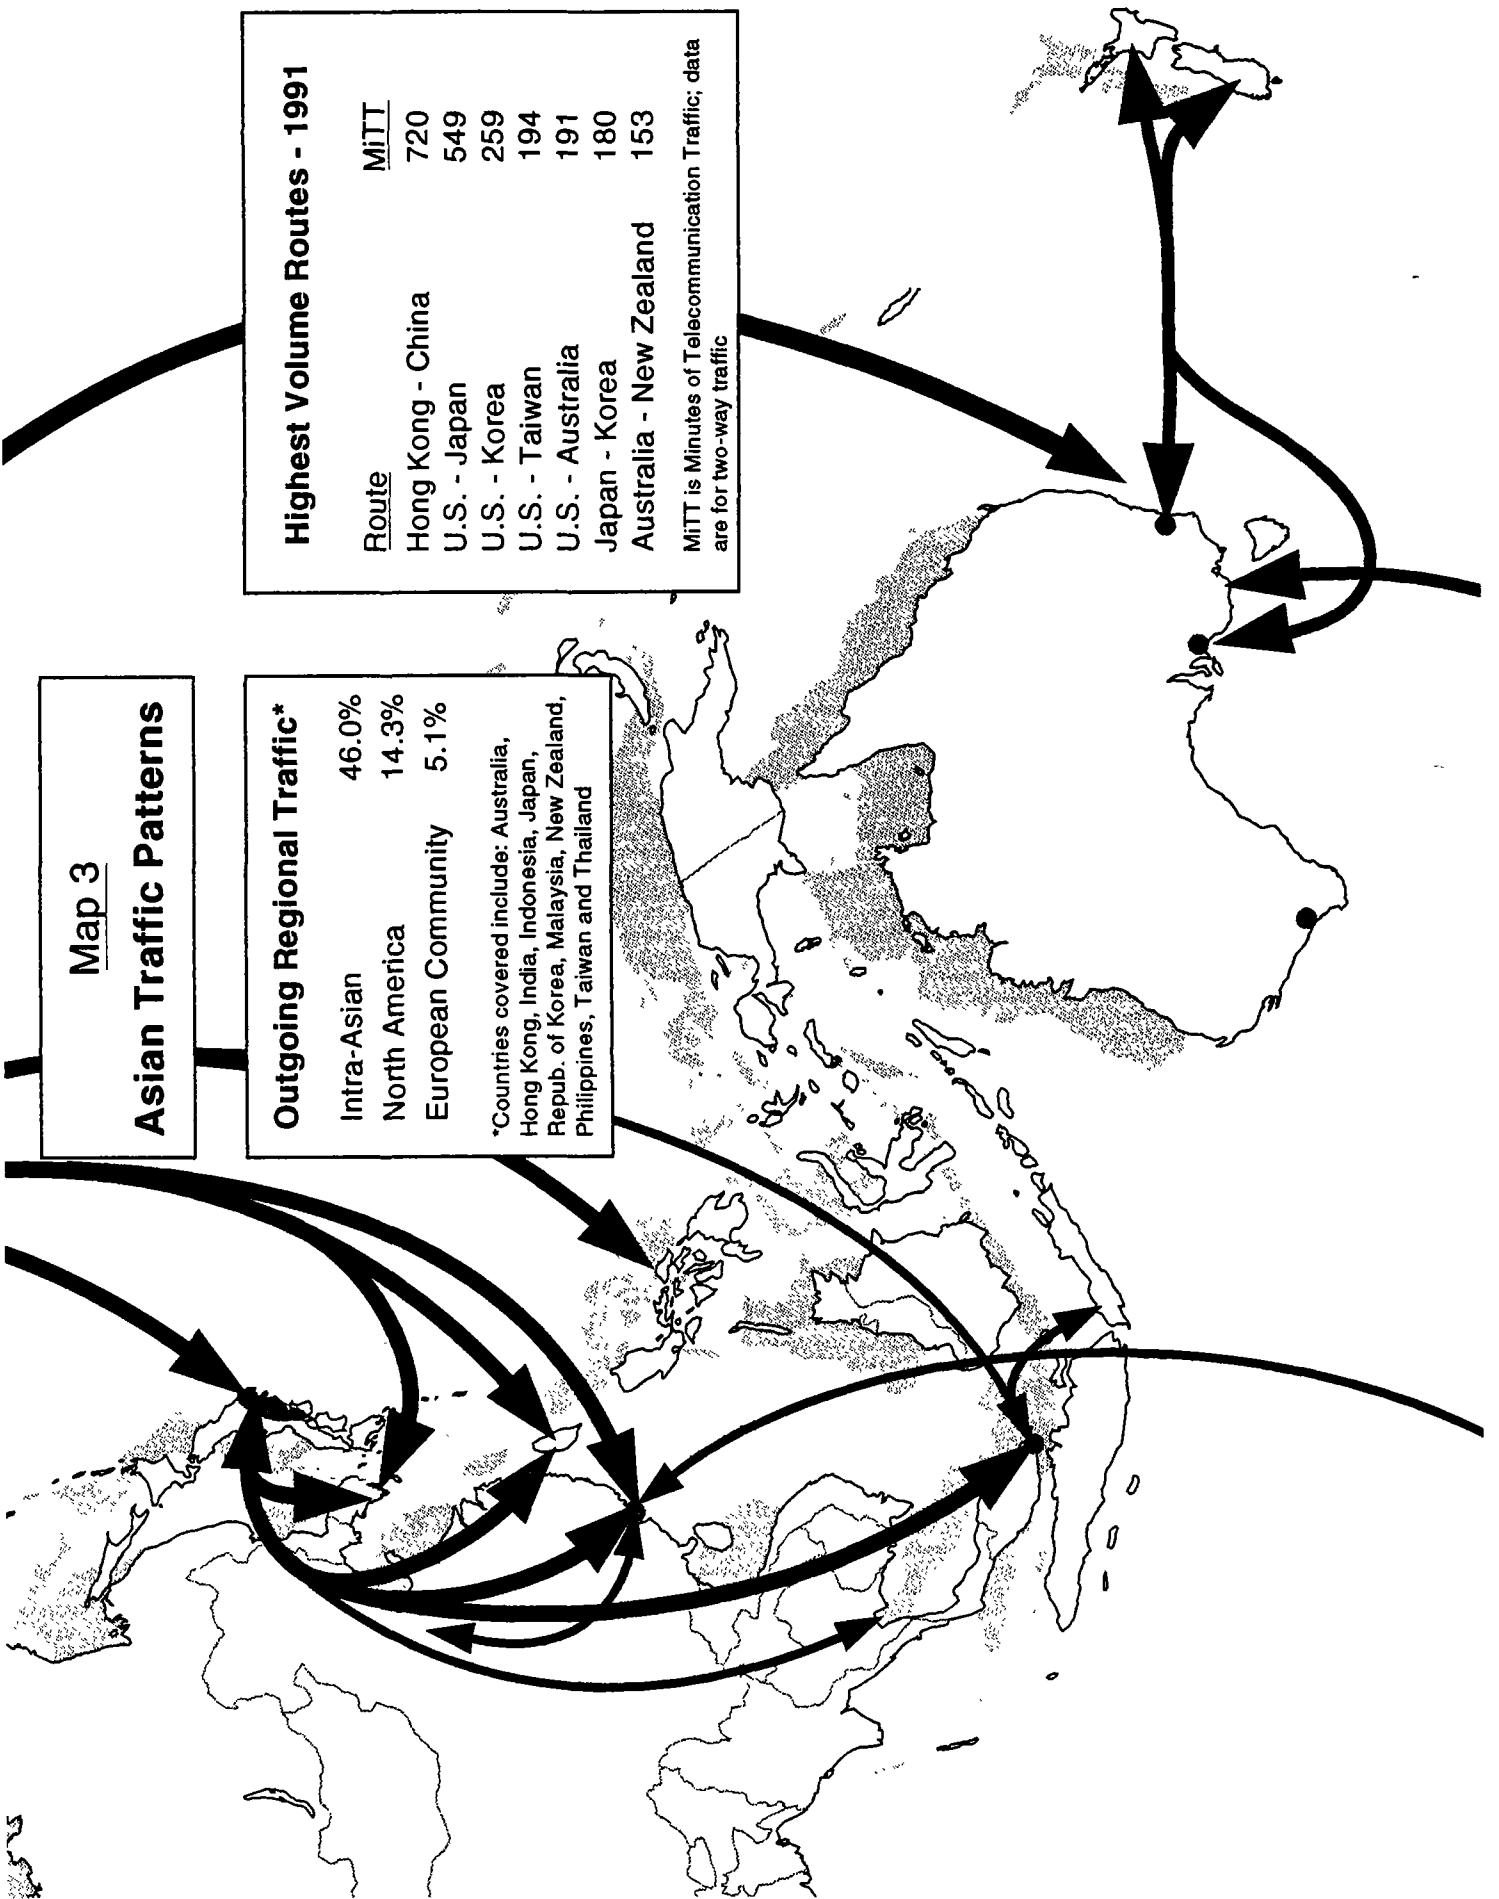 Map 3
Asian Traffic Patterns
Outgoing Regional Traffic*
Intra-Asian 46.0%
North America 14.3%
European Community 5.1%
*Countries covered include: Australia,
Hong Kong, India, Indonesia, Japan,
Repub. of Korea, Malaysia, New Zealand,
Philippines, Taiwan and Thailand
Highest Volume Routes - 1991
Route MiTT
Hong Kong - China 720
U.S. - Japan 549
U.S. - Korea 259
U.S. - Taiwan 194
U.S. - Australia 191
Japan - Korea 180
Australia - New Zealand 153
MiTT is Minutes of Telecommunication Traffic; data
are for two-way traffic